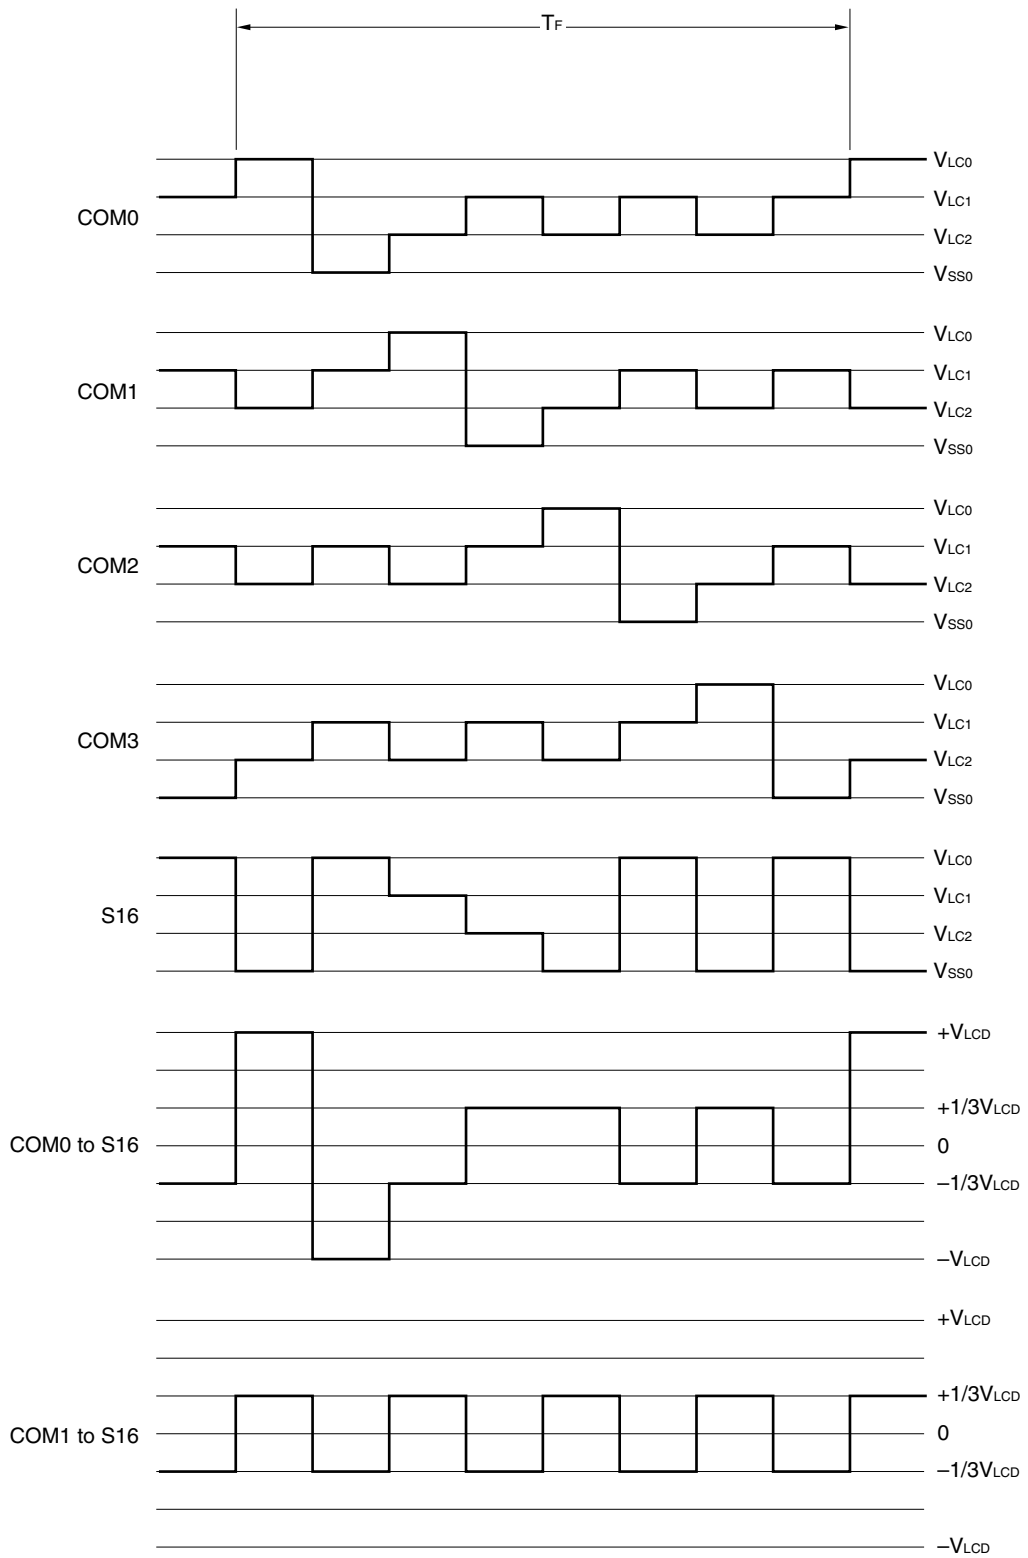 TF
VLC0
VLC1
COM0
VLC2
VSS0
VLC0
VLC1
COM1
VLC2
VSS0
VLC0
VLC1
COM2
VLC2
VSS0
VLC0
VLC1
COM3
VLC2
VSS0
VLC0
VLC1
S16
VLC2
VSS0
+VLCD
+1/3VLCD
COM0 to S16
0
–1/3VLCD
–VLCD
+VLCD
+1/3VLCD
COM1 to S16
0
–1/3VLCD
–VLCD